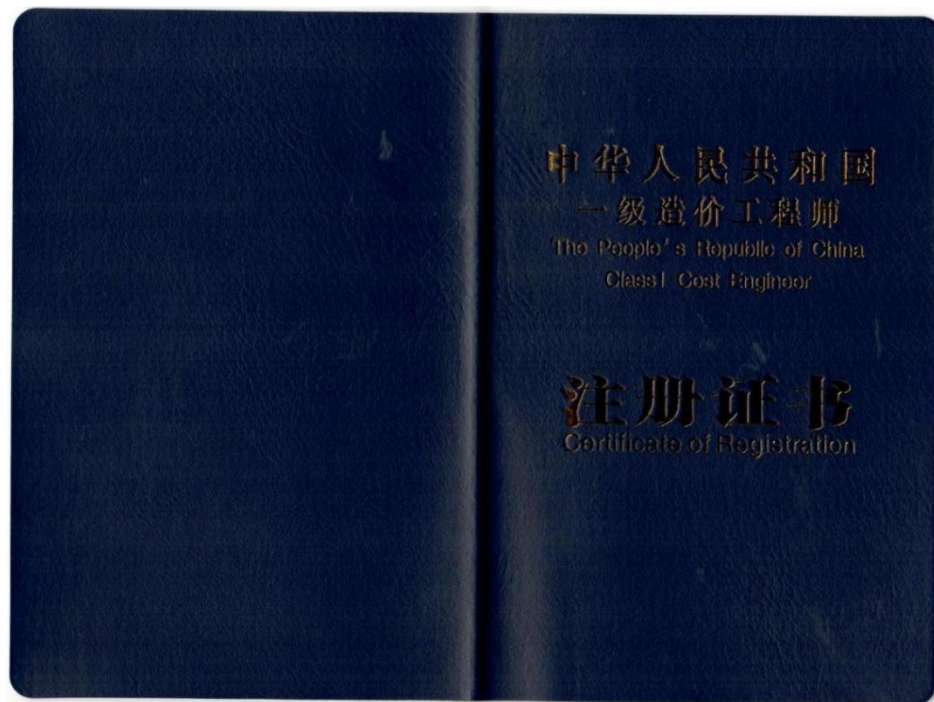 中华人民共和国
一级造价工程师
The People's Republic of China
Class I Cost Engineer
注册证书
Certificate of Registration